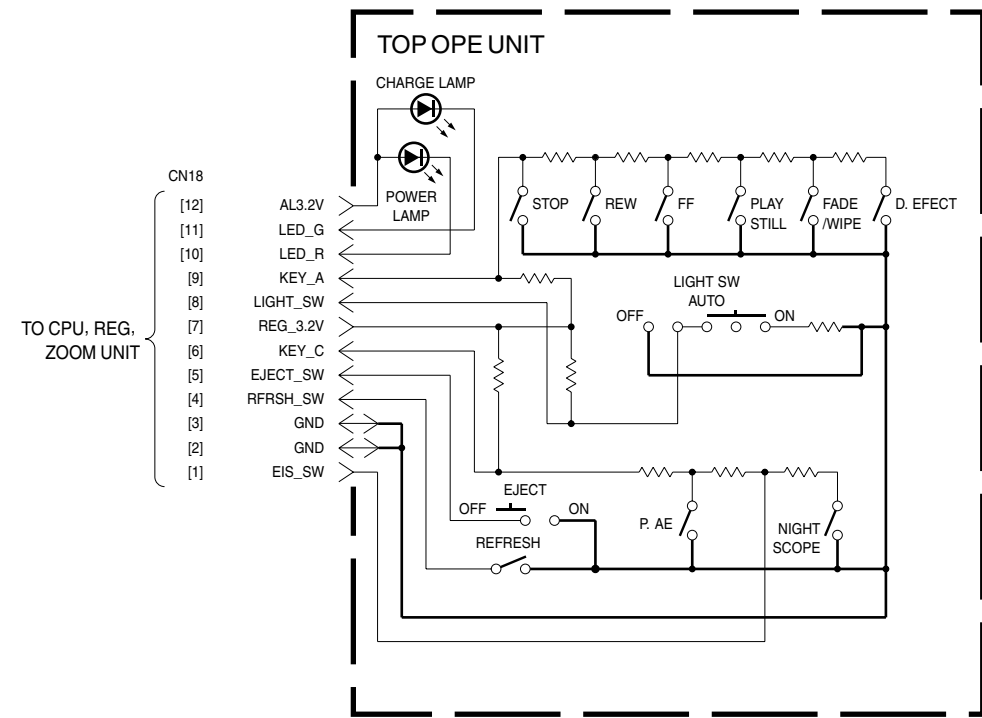 TOP OPE UNIT
CHARGE LAMP
POWER
LAMP
CN18
[12] AL3.2V
[11] LED_G
[10] LED_R
[9] KEY_A
[8] LIGHT_SW
[7] REG_3.2V
[6] KEY_C
[5] EJECT_SW
[4] RFRSH_SW
[3] GND
[2] GND
[1] EIS_SW
TO CPU, REG,
ZOOM UNIT
STOP
REW
FF
PLAY
STILL
FADE
/WIPE
D. EFECT
LIGHT SW
AUTO
OFF
ON
EJECT
OFF
ON
REFRESH
P. AE
NIGHT
SCOPE